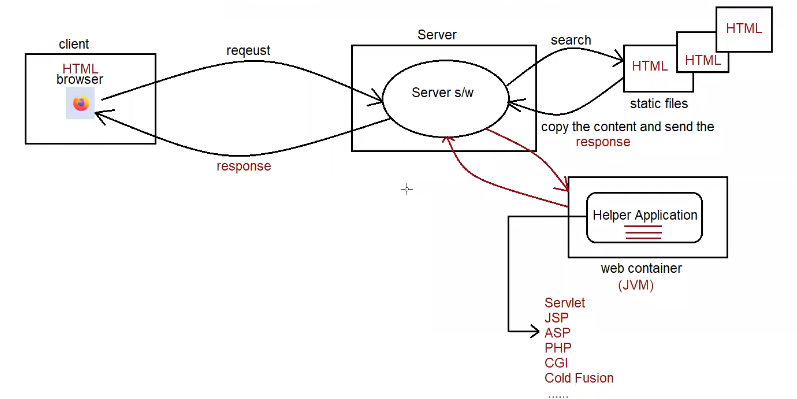 client
HTML
browser
reqeust
response
Server
Server s/w
search
HTML
HTML
HTML
static files
copy the content and send the
response
Helper Application
web container
(JVM)
Servlet
JSP
ASP
PHP
CGI
Cold Fusion
......